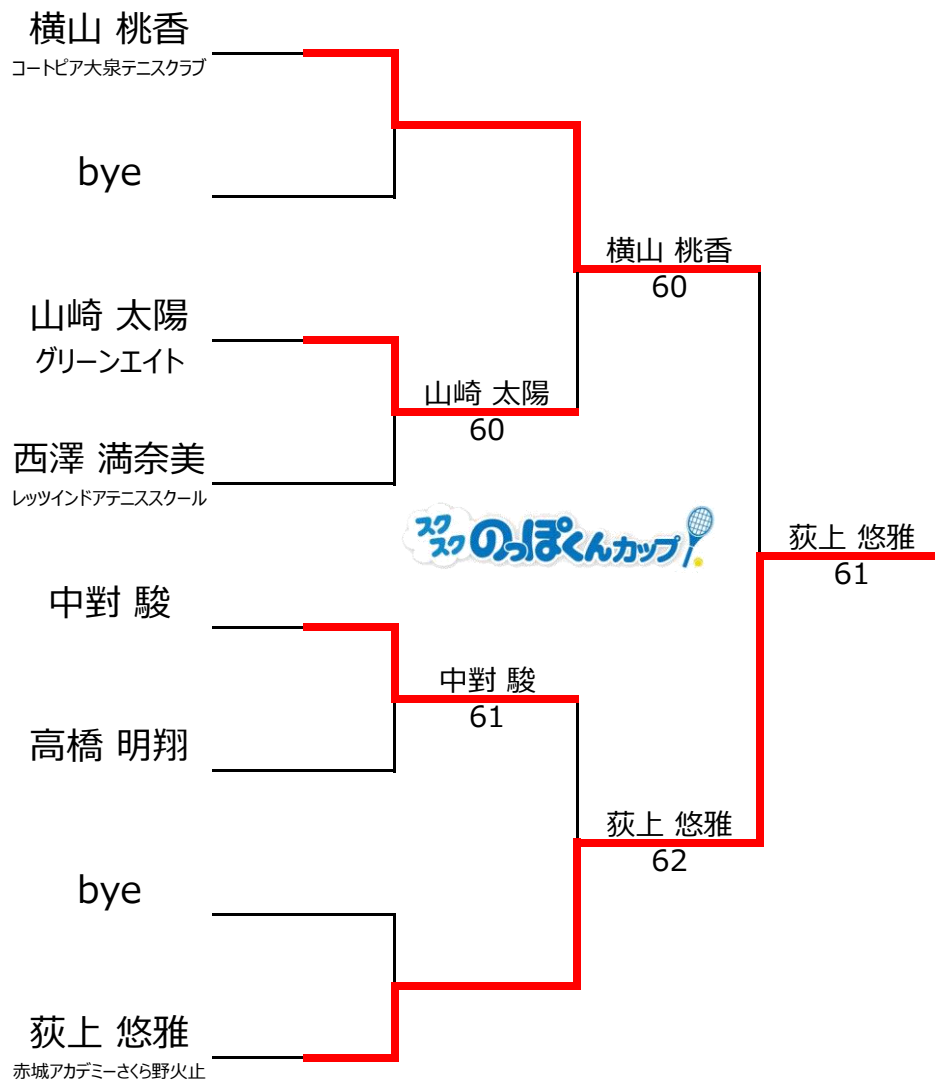 横山 桃香
コートピア大泉テニスクラブ
bye
横山 桃香
60
山崎 太陽
グリーンエイト
山崎 太陽
60
西澤 満奈美
レッツインドアテニススクール
スクスク のっぽくんカップ
荻上 悠雅
61
中對 駿
中對 駿
61
高橋 明翔
荻上 悠雅
62
bye
荻上 悠雅
赤城アカデミーさくら野火止